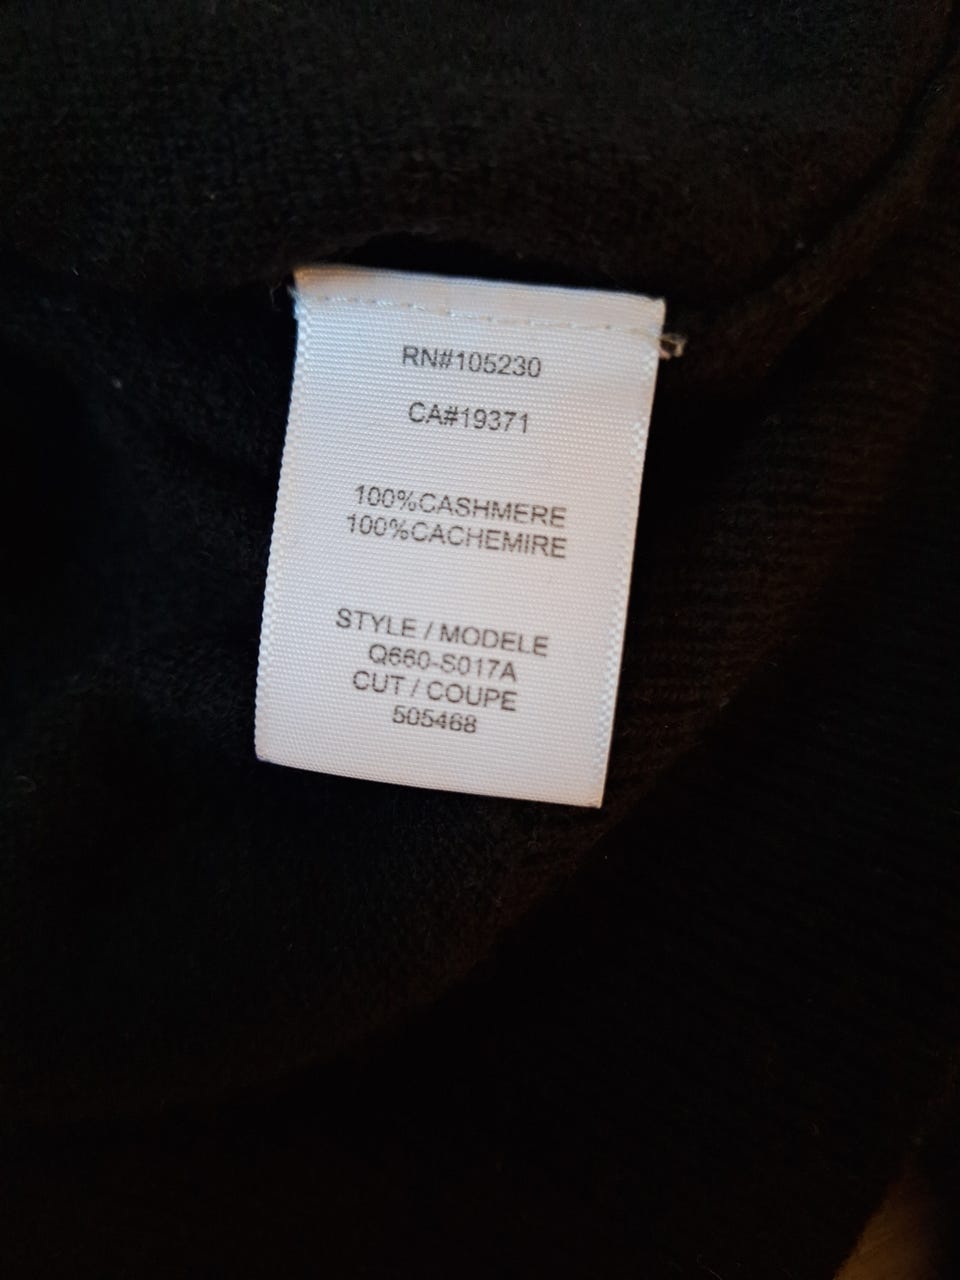 RN#105230
CA#19371
100%CASHMERE
100%CACHEMIRE
STYLE / MODELE
Q660-S017A
CUT / COUPE
505468